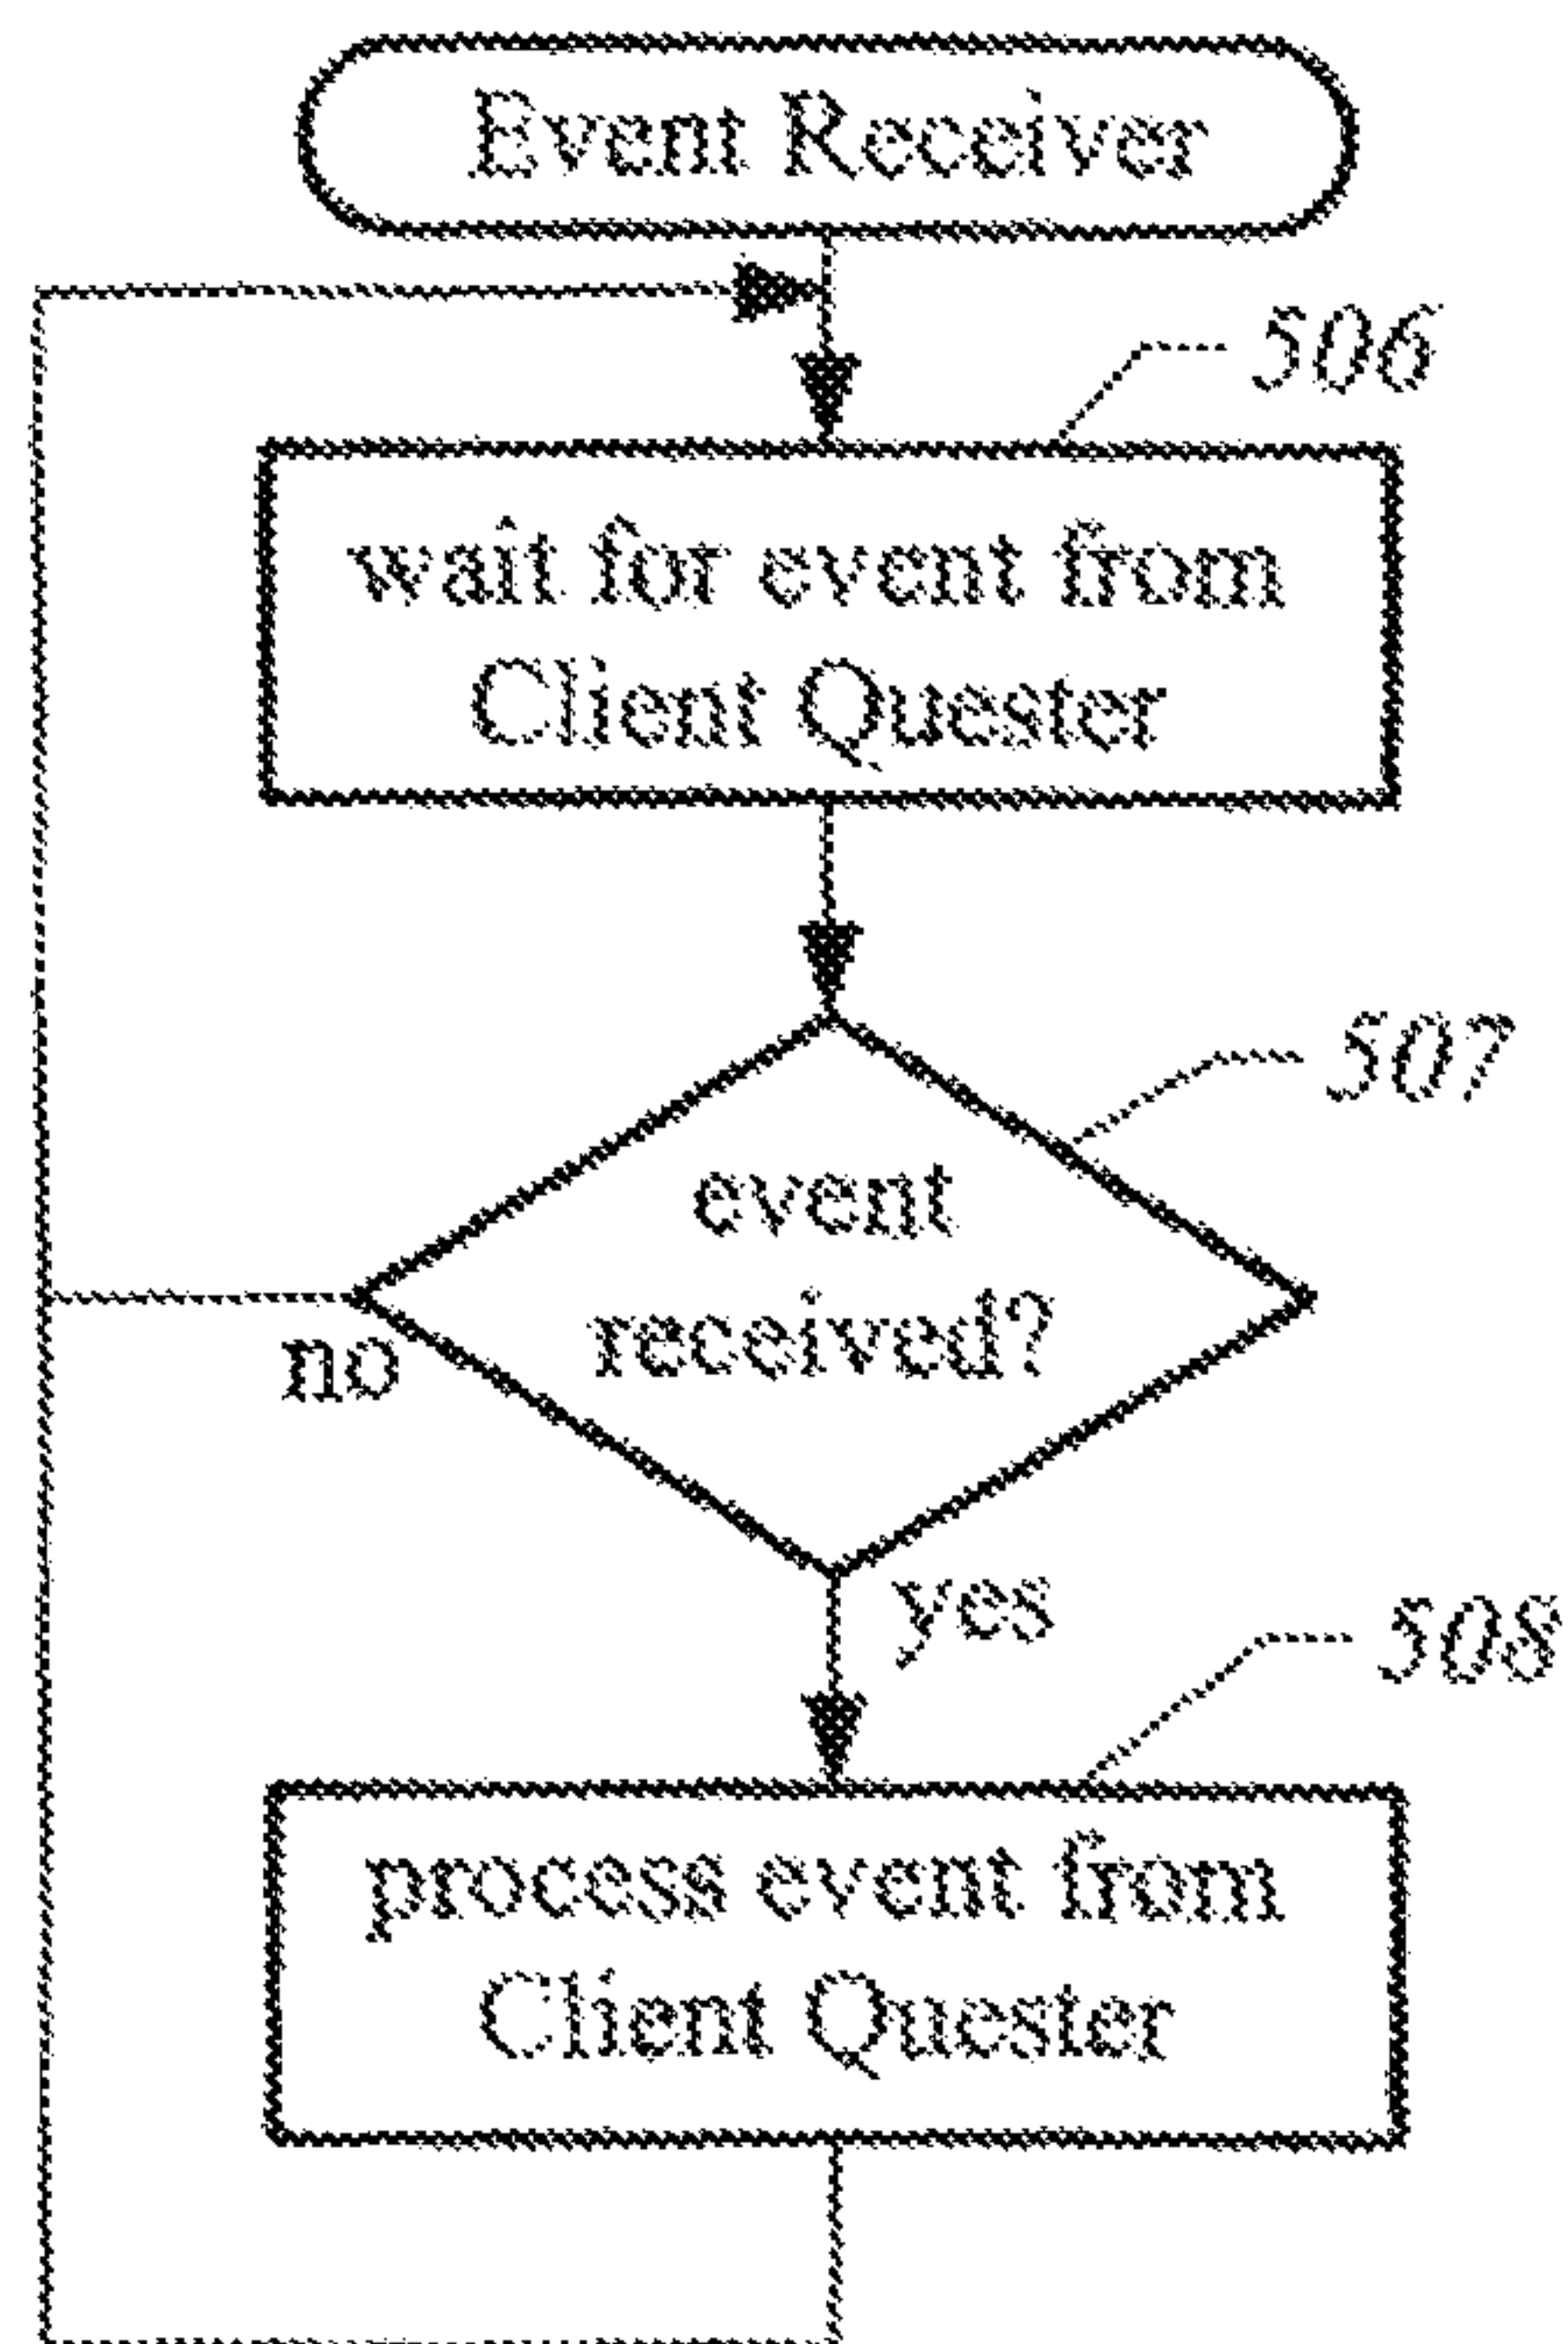 Event Receiver
506
wait for event from
Client Quester
507
event
received?
no
yes
508
process event from
Client Quester